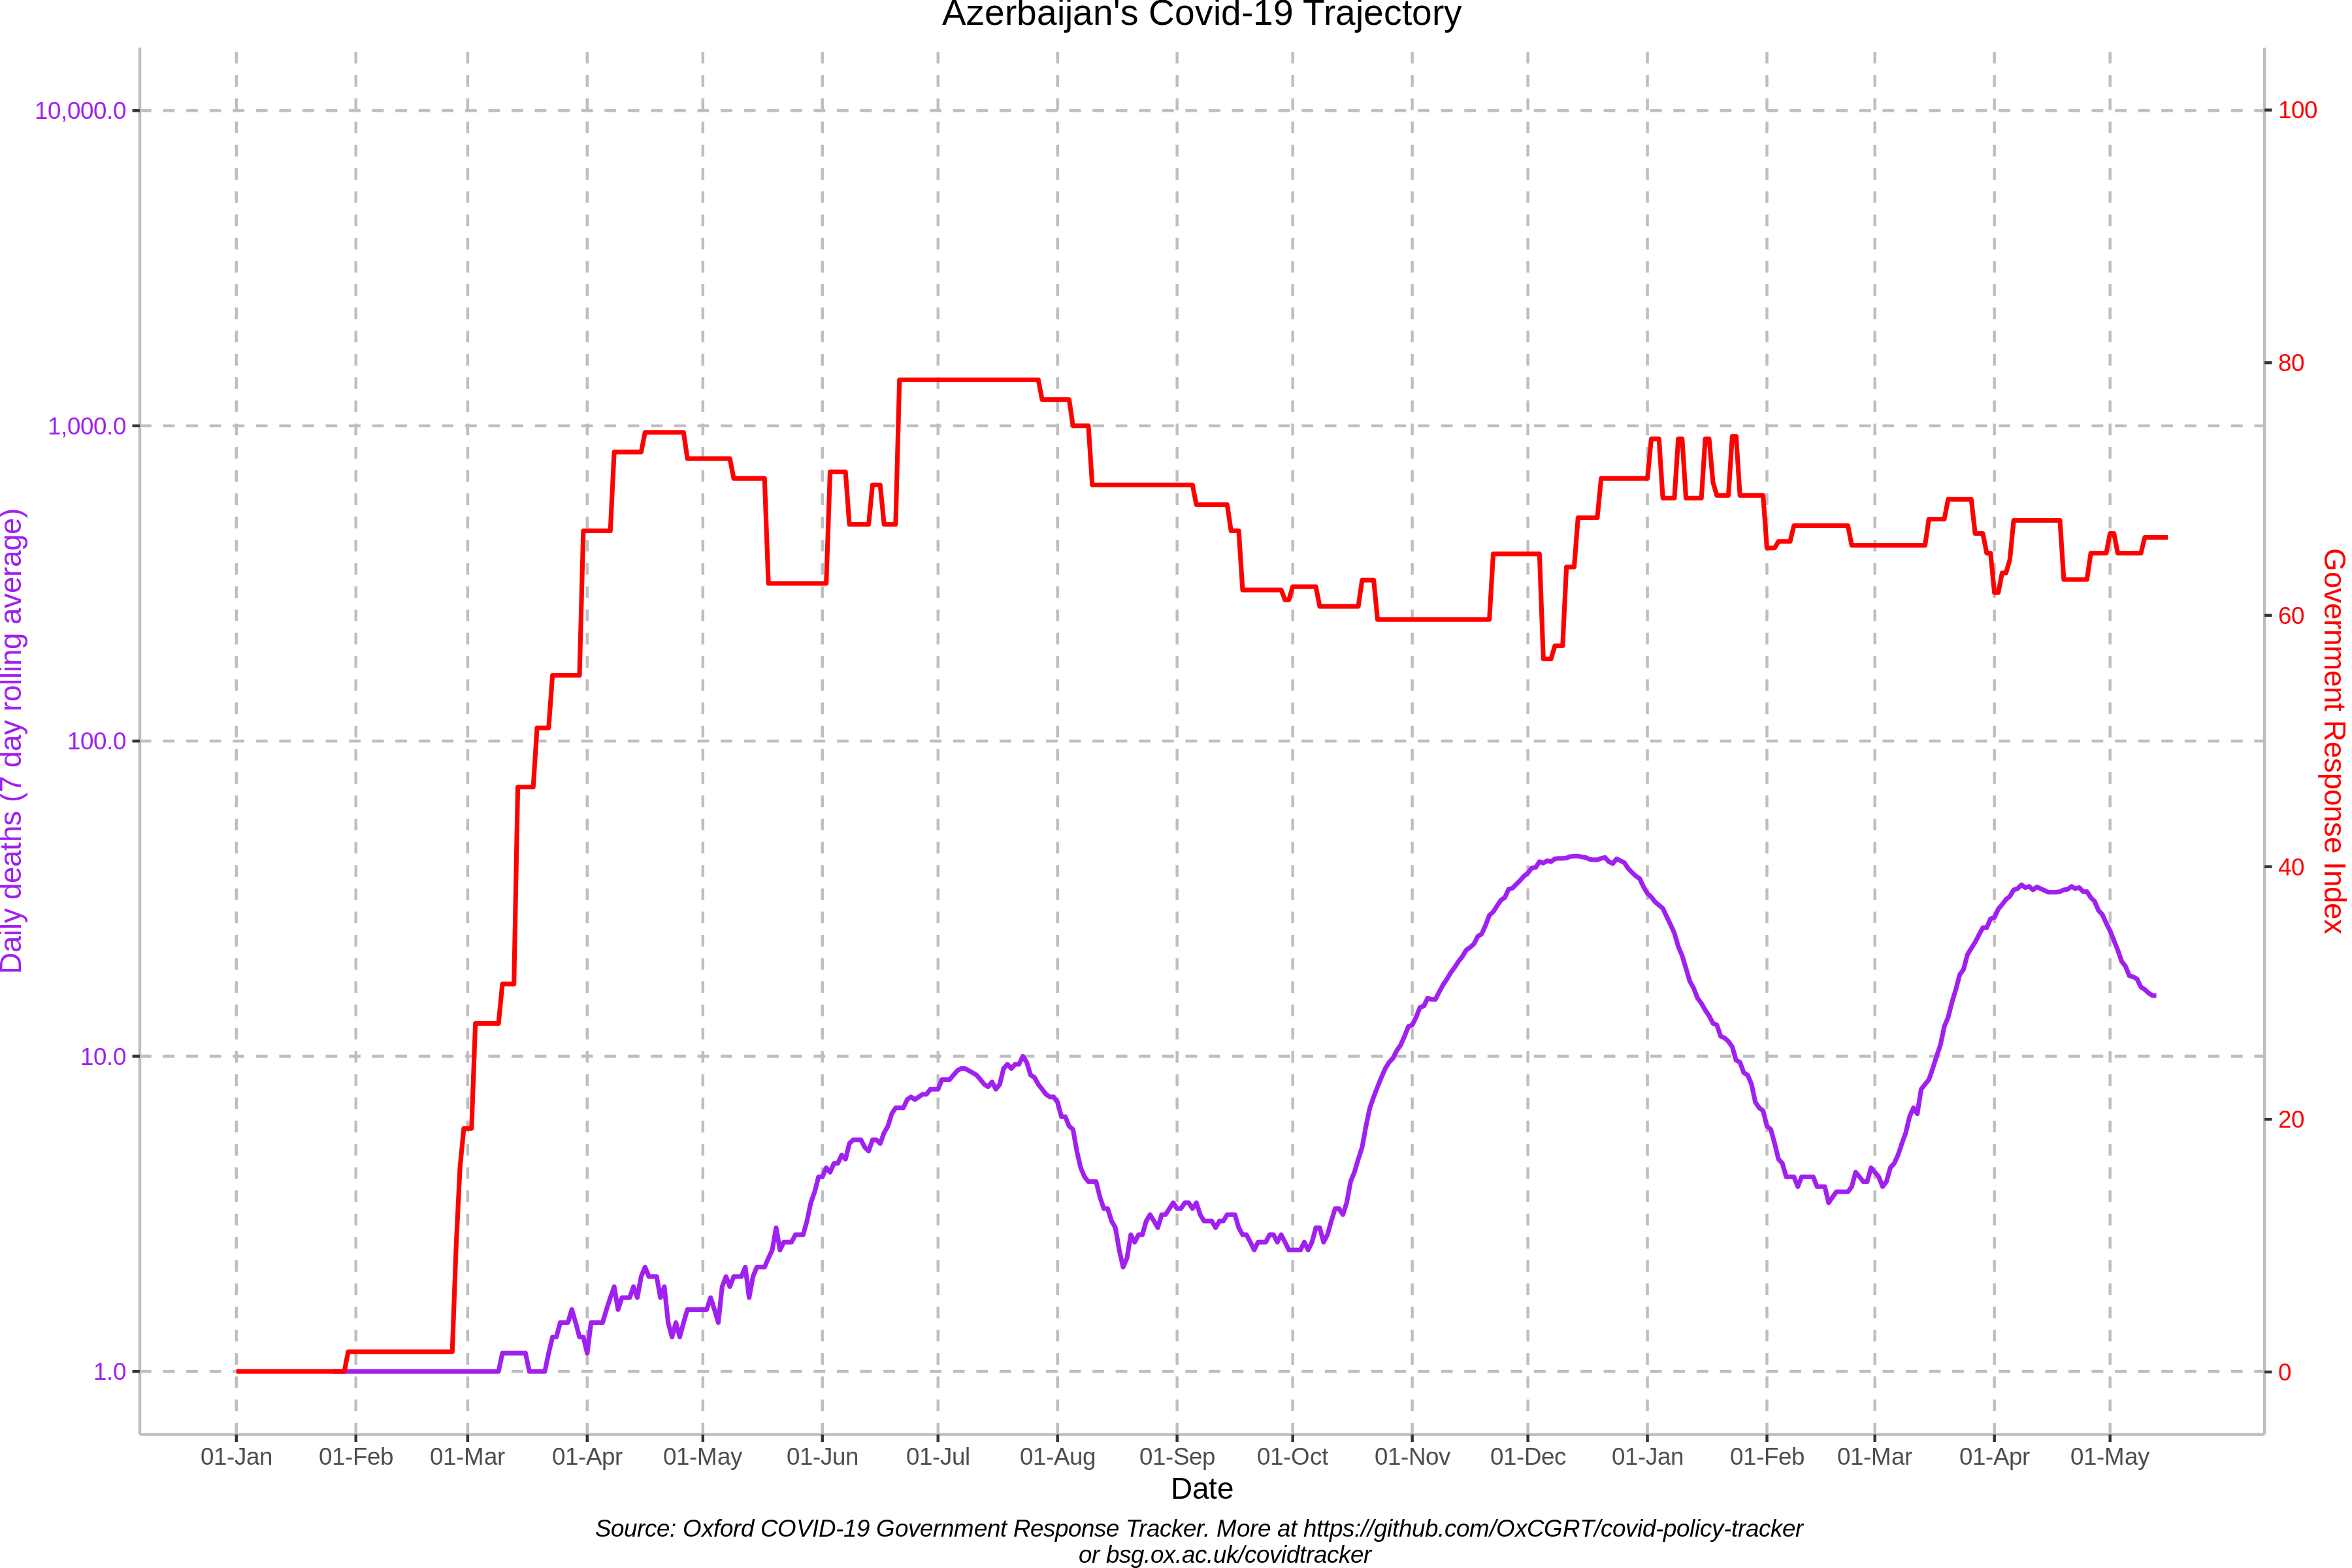 Azerbaijan's Covid-19 Trajectory
10,000.0
1,000.0
100.0
10.0
1.0
Daily deaths (7 day rolling average)
100
80
60
40
20
0
Government Response Index
01-Jan 01-Feb 01-Mar 01-Apr 01-May 01-Jun 01-Jul 01-Aug 01-Sep 01-Oct 01-Nov 01-Dec 01-Jan 01-Feb 01-Mar 01-Apr 01-May
Date
Source: Oxford COVID-19 Government Response Tracker. More at https://github.com/OxCGRT/covid-policy-tracker
or bsg.ox.ac.uk/covidtracker